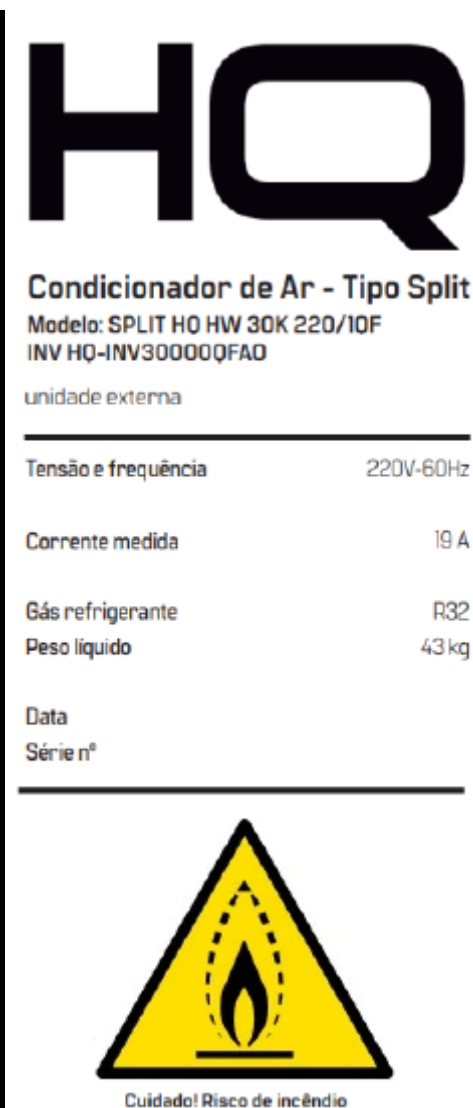 HQ
Condicionador de Ar - Tipo Split
Modelo: SPLIT HQ HW 30K 220/1QF
INV HQ-INV30000QFAO
unidade externa
Tensão e frequência 220V-60Hz
Corrente medida 19 A
Gás refrigerante R32
Peso líquido 43 kg
Data
Série nº
Cuidado! Risco de incêndio